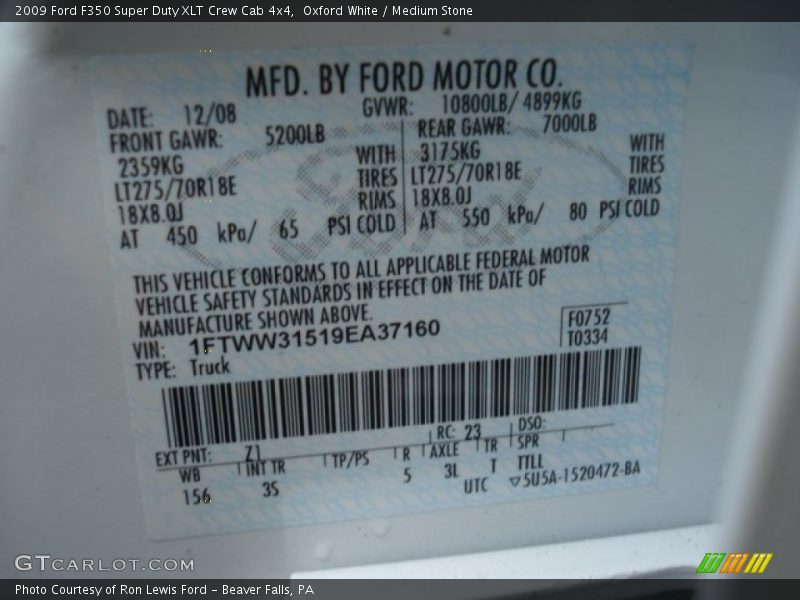 2009 Ford F350 Super Duty XLT Crew Cab 4x4, Oxford White / Medium Stone
MFD. BY FORD MOTOR CO.
DATE: 12/08 GVWR: 10800LB/ 4899KG
FRONT GAWR: 5200LB REAR GAWR: 7000LB
2359KG WITH 3175KG WITH
LT275/70R18E TIRES LT275/70R18E TIRES
18X8.0J RIMS 18X8.0J RIMS
AT 450 kPa/ 65 PSI COLD AT 550 kPa/ 80 PSI COLD
THIS VEHICLE CONFORMS TO ALL APPLICABLE FEDERAL MOTOR
VEHICLE SAFETY STANDARDS IN EFFECT ON THE DATE OF
MANUFACTURE SHOWN ABOVE.
VIN: 1FTWW31519EA37160 F0752
TYPE: Truck T0334
EXT PNT: Z1 RC: 23 DSO:
WB INT TR TP/PS R AXLE TR SPR
156 3S 5 3L T TTLL
UTC ▽5U5A-1520472-BA
GTCARLOT.COM
Photo Courtesy of Ron Lewis Ford - Beaver Falls, PA